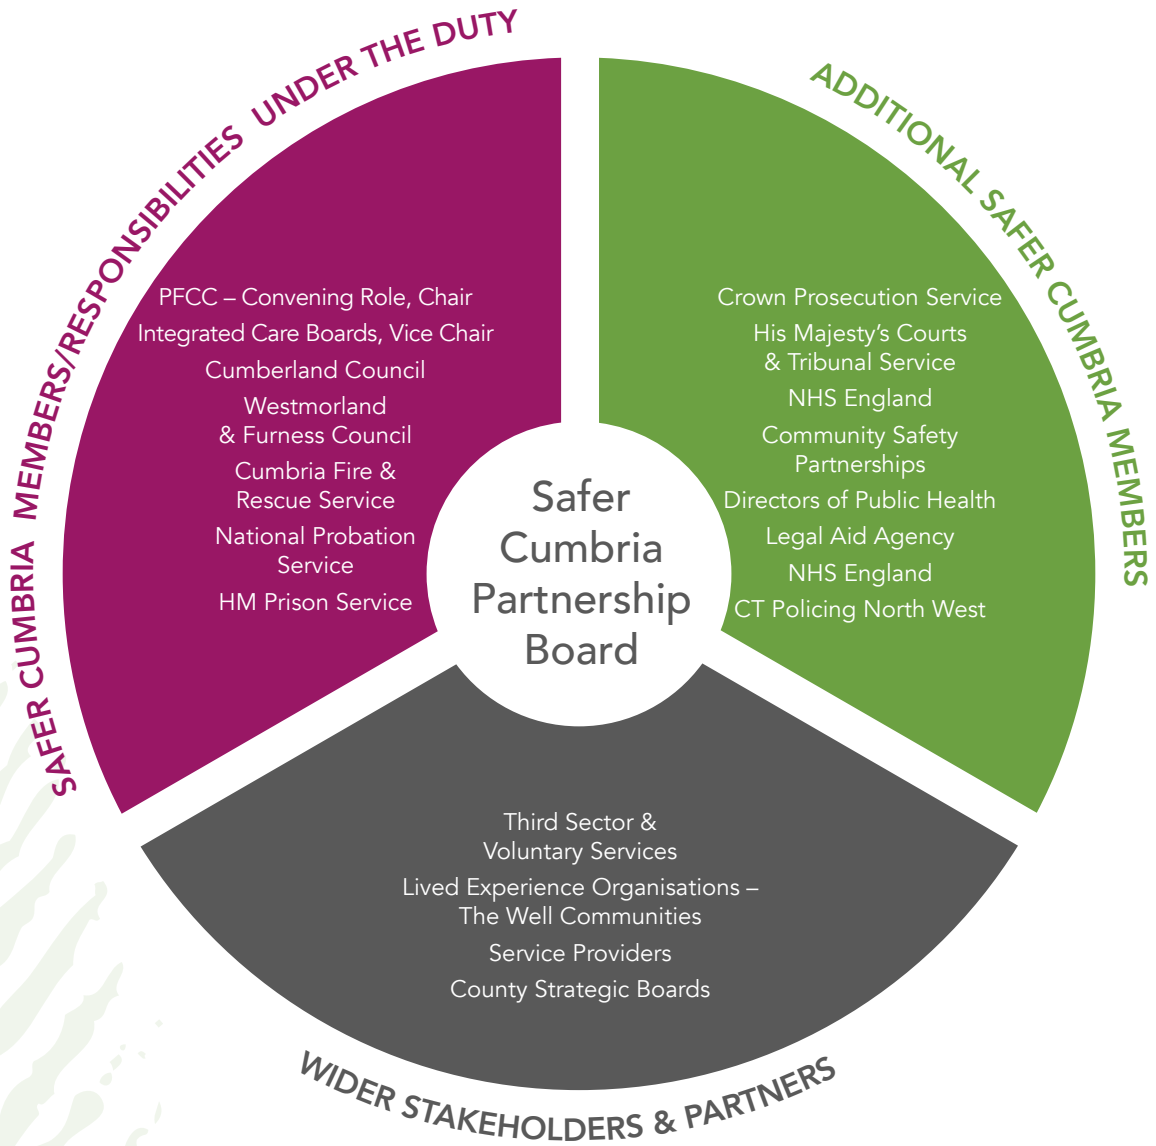 SAFER CUMBRIA MEMBERS/RESPONSIBILITIES UNDER THE DUTY
PFCC – Convening Role, Chair
Integrated Care Boards, Vice Chair
Cumberland Council
Westmorland
& Furness Council
Cumbria Fire &
Rescue Service
National Probation
Service
HM Prison Service
ADDITIONAL SAFER CUMBRIA MEMBERS
Crown Prosecution Service
His Majesty’s Courts
& Tribunal Service
NHS England
Community Safety
Partnerships
Directors of Public Health
Legal Aid Agency
NHS England
CT Policing North West
Safer
Cumbria
Partnership
Board
Third Sector &
Voluntary Services
Lived Experience Organisations –
The Well Communities
Service Providers
County Strategic Boards
WIDER STAKEHOLDERS & PARTNERS